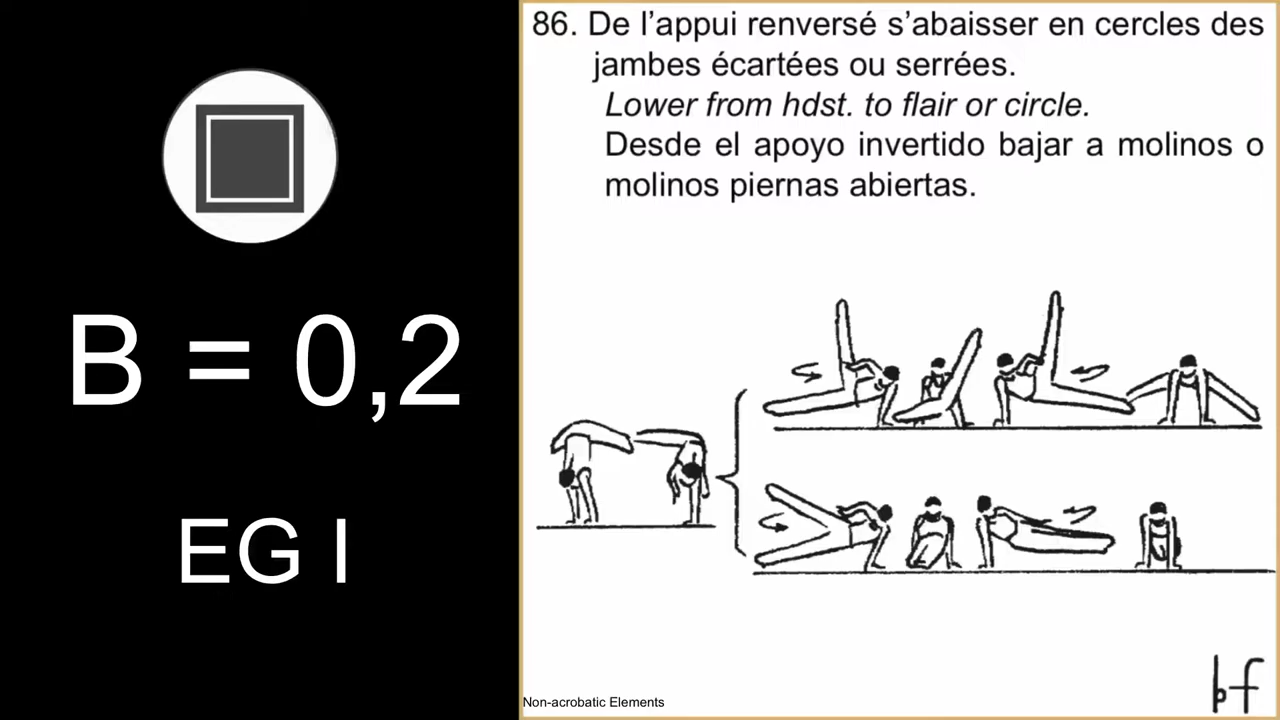 B = 0,2
EG I
86. De l’appui renversé s’abaisser en cercles des
jambes écartées ou serrées.
Lower from hdst. to flair or circle.
Desde el apoyo invertido bajar a molinos o
molinos piernas abiertas.
Non-acrobatic Elements
bf